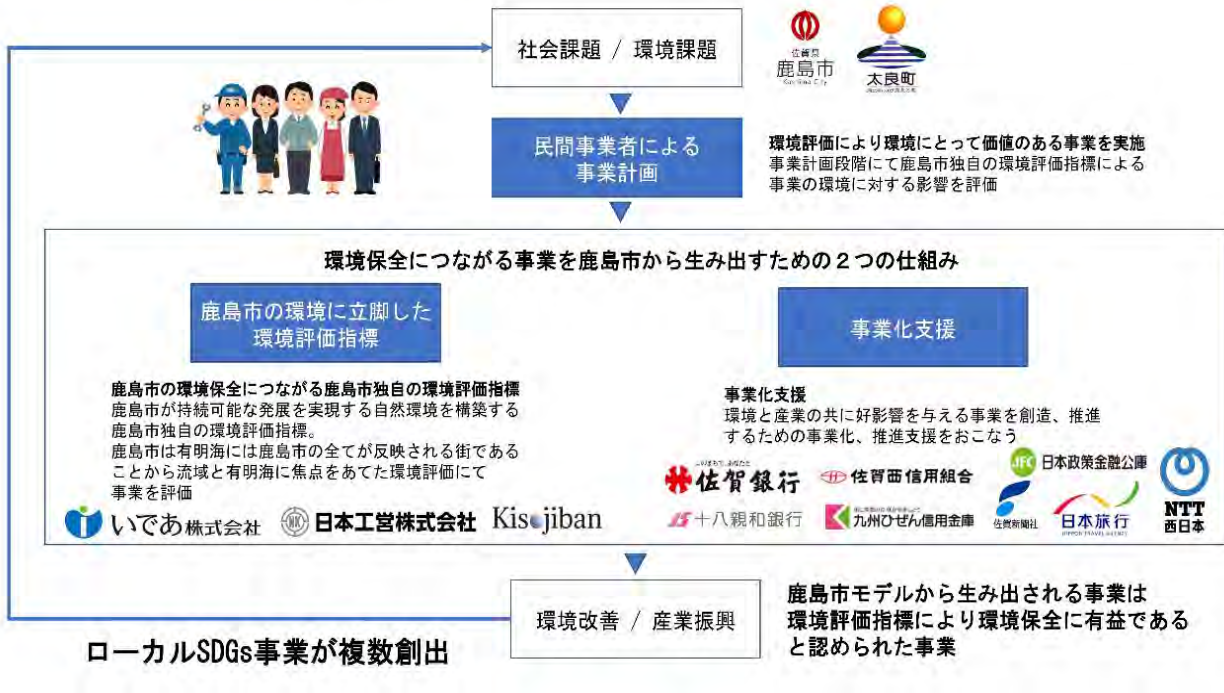 社会課題 / 環境課題
佐賀県
鹿島市
Kashima City
太良町
民間事業者による
事業計画
環境評価により環境にとって価値のある事業を実施
事業計画段階にて鹿島市独自の環境評価指標による
事業の環境に対する影響を評価
環境保全につながる事業を鹿島市から生み出すための２つの仕組み
鹿島市の環境に立脚した
環境評価指標
鹿島市の環境保全につながる鹿島市独自の環境評価指標
鹿島市が持続可能な発展を実現する自然環境を構築する
鹿島市独自の環境評価指標。
鹿島市は有明海には鹿島市の全てが反映される街である
ことから流域と有明海に焦点をあてた環境評価にて
事業を評価
いであ株式会社
NK
日本工営株式会社
Kisojiban
事業化支援
事業化支援
環境と産業の共に好影響を与える事業を創造、推進
するための事業化、推進支援をおこなう
佐賀銀行
佐賀西信用組合
JFC 日本政策金融公庫
十八親和銀行
九州ひぜん信用金庫
佐賀新聞社
日本旅行
NIPPON TRAVEL AGENCY
NTT
西日本
環境改善 / 産業振興
鹿島市モデルから生み出される事業は
環境評価指標により環境保全に有益である
と認められた事業
ローカルSDGs事業が複数創出